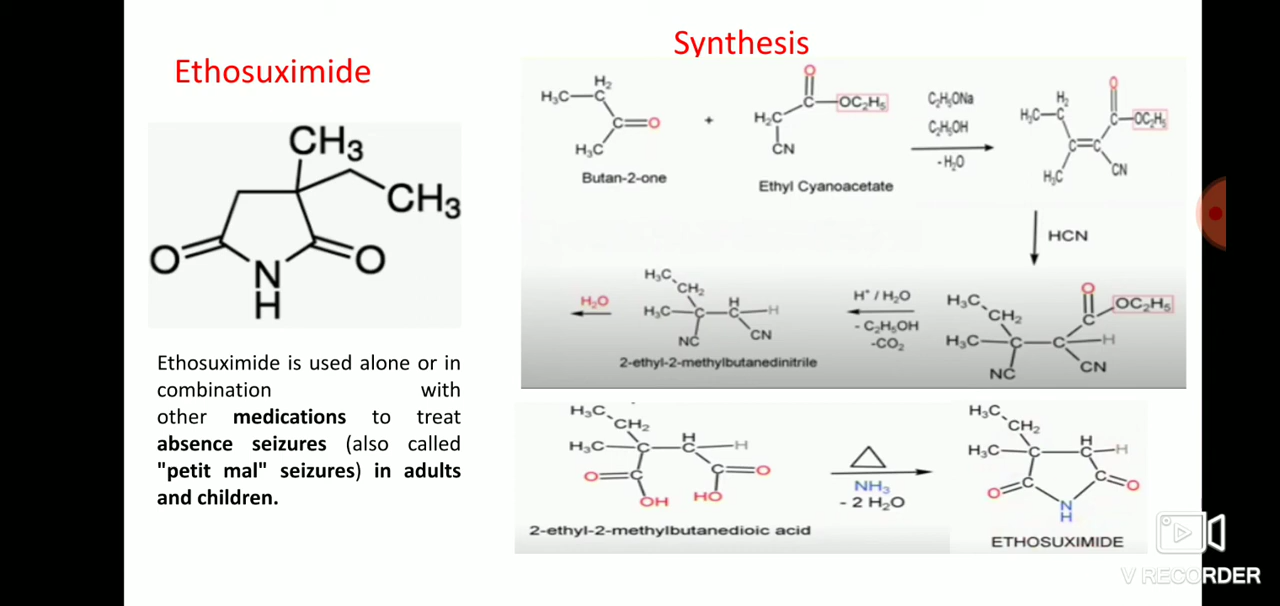 Ethosuximide
CH3
CH3
O
O
N
H
Ethosuximide is used alone or in
combination with
other medications to treat
absence seizures (also called
"petit mal" seizures) in adults
and children.
Synthesis
H₂
H₃C—C
C=O
H₃C
Butan-2-one
+
O
C—OC₂H₅
H₂C
CN
Ethyl Cyanoacetate
C₂H₅ONa
C₂H₅OH
-H₂O
H₂
H₃C—C
O
C—OC₂H₅
C=C
H₃C
CN
HCN
H₃C
CH₂
H₃C—C—C—H
O
C
OC₂H₅
NC
CN
H⁺ / H₂O
- C₂H₅OH
-CO₂
H₃C
CH₂
H
H₃C—C—C—H
NC
CN
2-ethyl-2-methylbutanedinitrile
H₂O
H₃C
CH₂
H
H₃C—C—C—H
O=C
C=O
OH
HO
2-ethyl-2-methylbutanedioic acid
△
NH₃
- 2 H₂O
H₃C
CH₂
H
H₃C—C—C—H
O=C
C=O
N
H
ETHOSUXIMIDE
V RECORDER